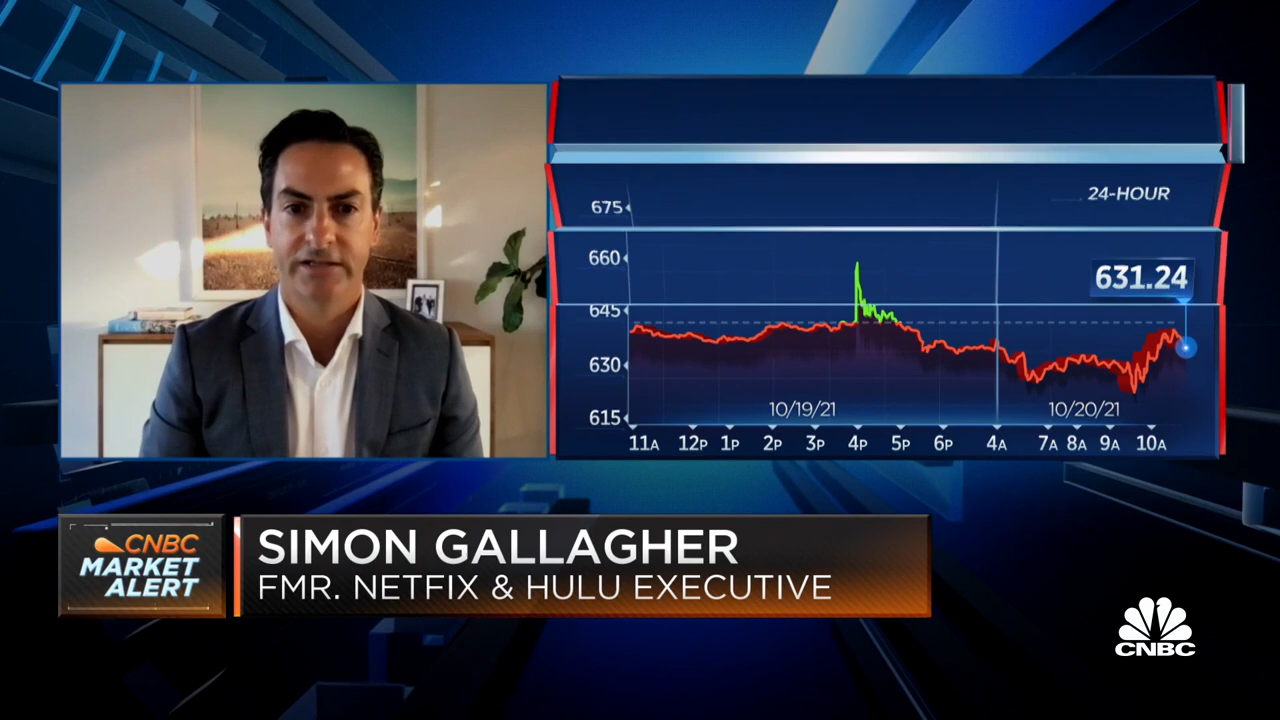 24-HOUR
675
660
645
630
615
631.24
10/19/21
10/20/21
11A 12P 1P 2P 3P 4P 5P 6P 4A 7A 8A 9A 10A
CNBC
MARKET
ALERT
SIMON GALLAGHER
FMR. NETFIX & HULU EXECUTIVE
CNBC